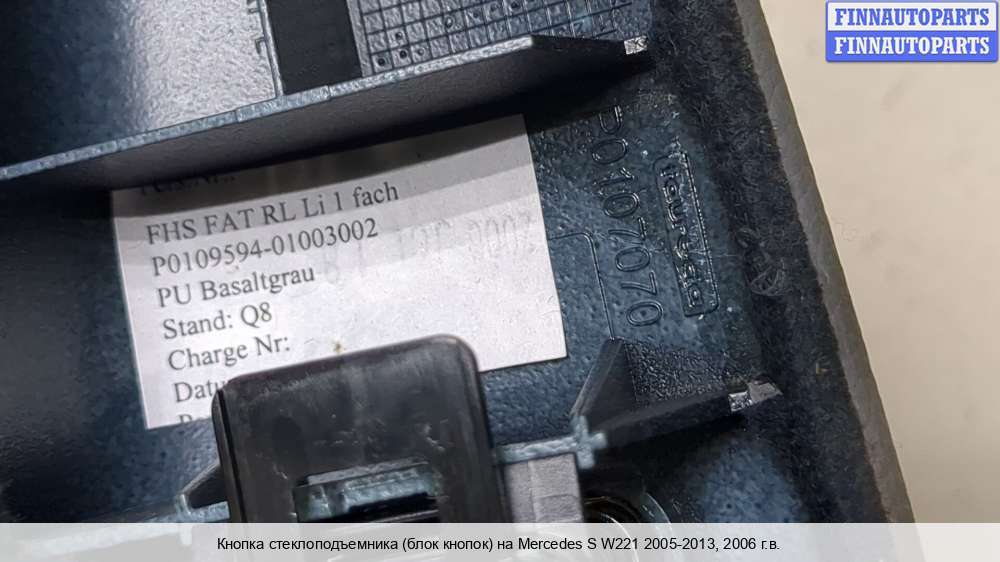 FINNAUTOPARTS
FINNAUTOPARTS
P0107070
FHS FAT RL Li 1 fach
P0109594-01003002
PU Basaltgrau
Stand: Q8
Charge Nr:
Кнопка стеклоподъемника (блок кнопок) на Mercedes S W221 2005-2013, 2006 г.в.